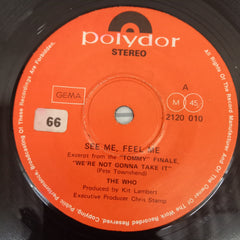 polydor
STEREO
GEMA
66
A
M 45
2120 010
SEE ME, FEEL ME
Excerpt from the "TOMMY" FINALE,
"WE'RE NOT GONNA TAKE IT"
(Pete Townshend)
THE WHO
Produced by Kit Lambert
Executive Producer Chris Stamp